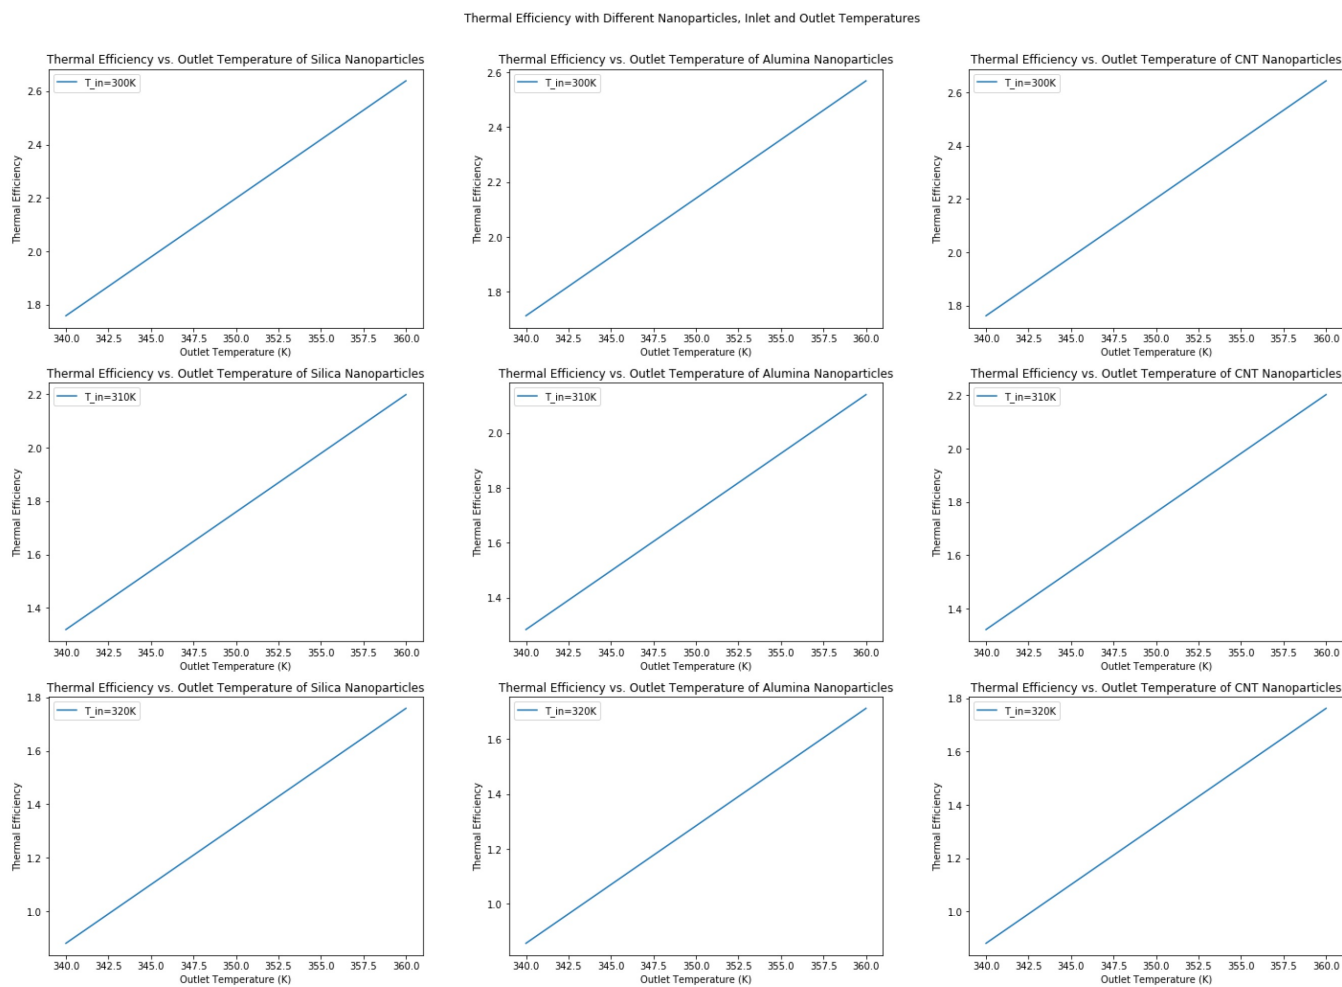 Thermal Efficiency with Different Nanoparticles, Inlet and Outlet Temperatures
Thermal Efficiency vs. Outlet Temperature of Silica Nanoparticles
T_in=300K
2.6
2.4
2.2
2.0
1.8
Thermal Efficiency
340.0 342.5 345.0 347.5 350.0 352.5 355.0 357.5 360.0
Outlet Temperature (K)
Thermal Efficiency vs. Outlet Temperature of Alumina Nanoparticles
T_in=300K
2.6
2.4
2.2
2.0
1.8
Thermal Efficiency
340.0 342.5 345.0 347.5 350.0 352.5 355.0 357.5 360.0
Outlet Temperature (K)
Thermal Efficiency vs. Outlet Temperature of CNT Nanoparticles
T_in=300K
2.6
2.4
2.2
2.0
1.8
Thermal Efficiency
340.0 342.5 345.0 347.5 350.0 352.5 355.0 357.5 360.0
Outlet Temperature (K)
Thermal Efficiency vs. Outlet Temperature of Silica Nanoparticles
T_in=310K
2.2
2.0
1.8
1.6
1.4
Thermal Efficiency
340.0 342.5 345.0 347.5 350.0 352.5 355.0 357.5 360.0
Outlet Temperature (K)
Thermal Efficiency vs. Outlet Temperature of Alumina Nanoparticles
T_in=310K
2.0
1.8
1.6
1.4
Thermal Efficiency
340.0 342.5 345.0 347.5 350.0 352.5 355.0 357.5 360.0
Outlet Temperature (K)
Thermal Efficiency vs. Outlet Temperature of CNT Nanoparticles
T_in=310K
2.2
2.0
1.8
1.6
1.4
Thermal Efficiency
340.0 342.5 345.0 347.5 350.0 352.5 355.0 357.5 360.0
Outlet Temperature (K)
Thermal Efficiency vs. Outlet Temperature of Silica Nanoparticles
T_in=320K
1.8
1.6
1.4
1.2
1.0
Thermal Efficiency
340.0 342.5 345.0 347.5 350.0 352.5 355.0 357.5 360.0
Outlet Temperature (K)
Thermal Efficiency vs. Outlet Temperature of Alumina Nanoparticles
T_in=320K
1.6
1.4
1.2
1.0
Thermal Efficiency
340.0 342.5 345.0 347.5 350.0 352.5 355.0 357.5 360.0
Outlet Temperature (K)
Thermal Efficiency vs. Outlet Temperature of CNT Nanoparticles
T_in=320K
1.8
1.6
1.4
1.2
1.0
Thermal Efficiency
340.0 342.5 345.0 347.5 350.0 352.5 355.0 357.5 360.0
Outlet Temperature (K)